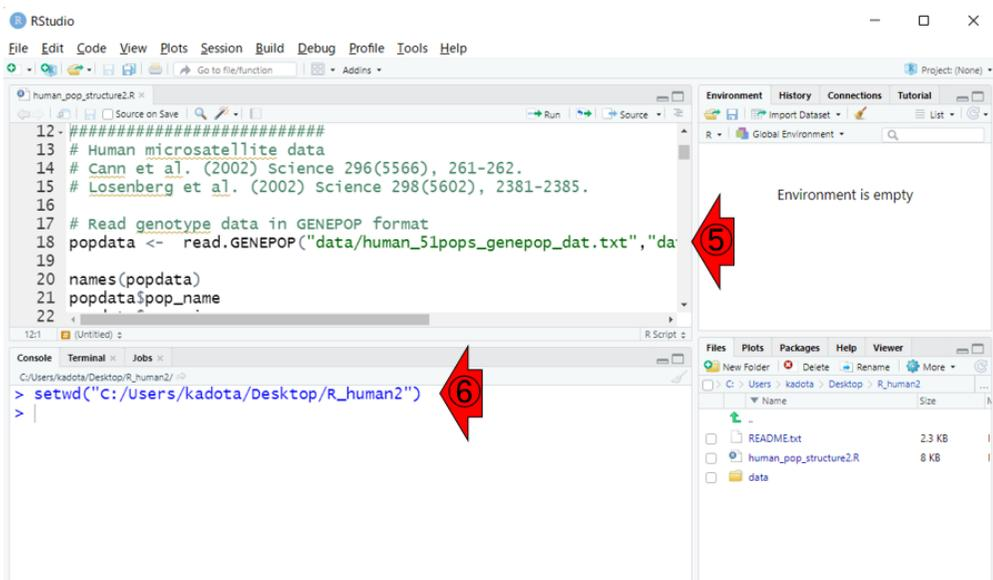 RStudio
File Edit Code View Plots Session Build Debug Profile Tools Help
Go to file/function Addins Project: (None)
human_pop_structure2.R
Source on Save Run Source
12 ###########################
13 # Human microsatellite data
14 # Cann et al. (2002) Science 296(5566), 261-262.
15 # Losenberg et al. (2002) Science 298(5602), 2381-2385.
16
17 # Read genotype data in GENEPOP format
18 popdata <- read.GENEPOP("data/human_51pops_genepop_dat.txt","da
19
20 names(popdata)
21 popdata$pop_name
22
12:1 (Untitled) R Script
Console Terminal Jobs
C:/Users/kadota/Desktop/R_human2/
> setwd("C:/Users/kadota/Desktop/R_human2")
>
⑤
⑥
Environment History Connections Tutorial
Import Dataset List
R Global Environment
Environment is empty
Files Plots Packages Help Viewer
New Folder Delete Rename More
C: Users kadota Desktop R_human2 ...
Name Size
..
README.txt 2.3 KB
human_pop_structure2.R 8 KB
data